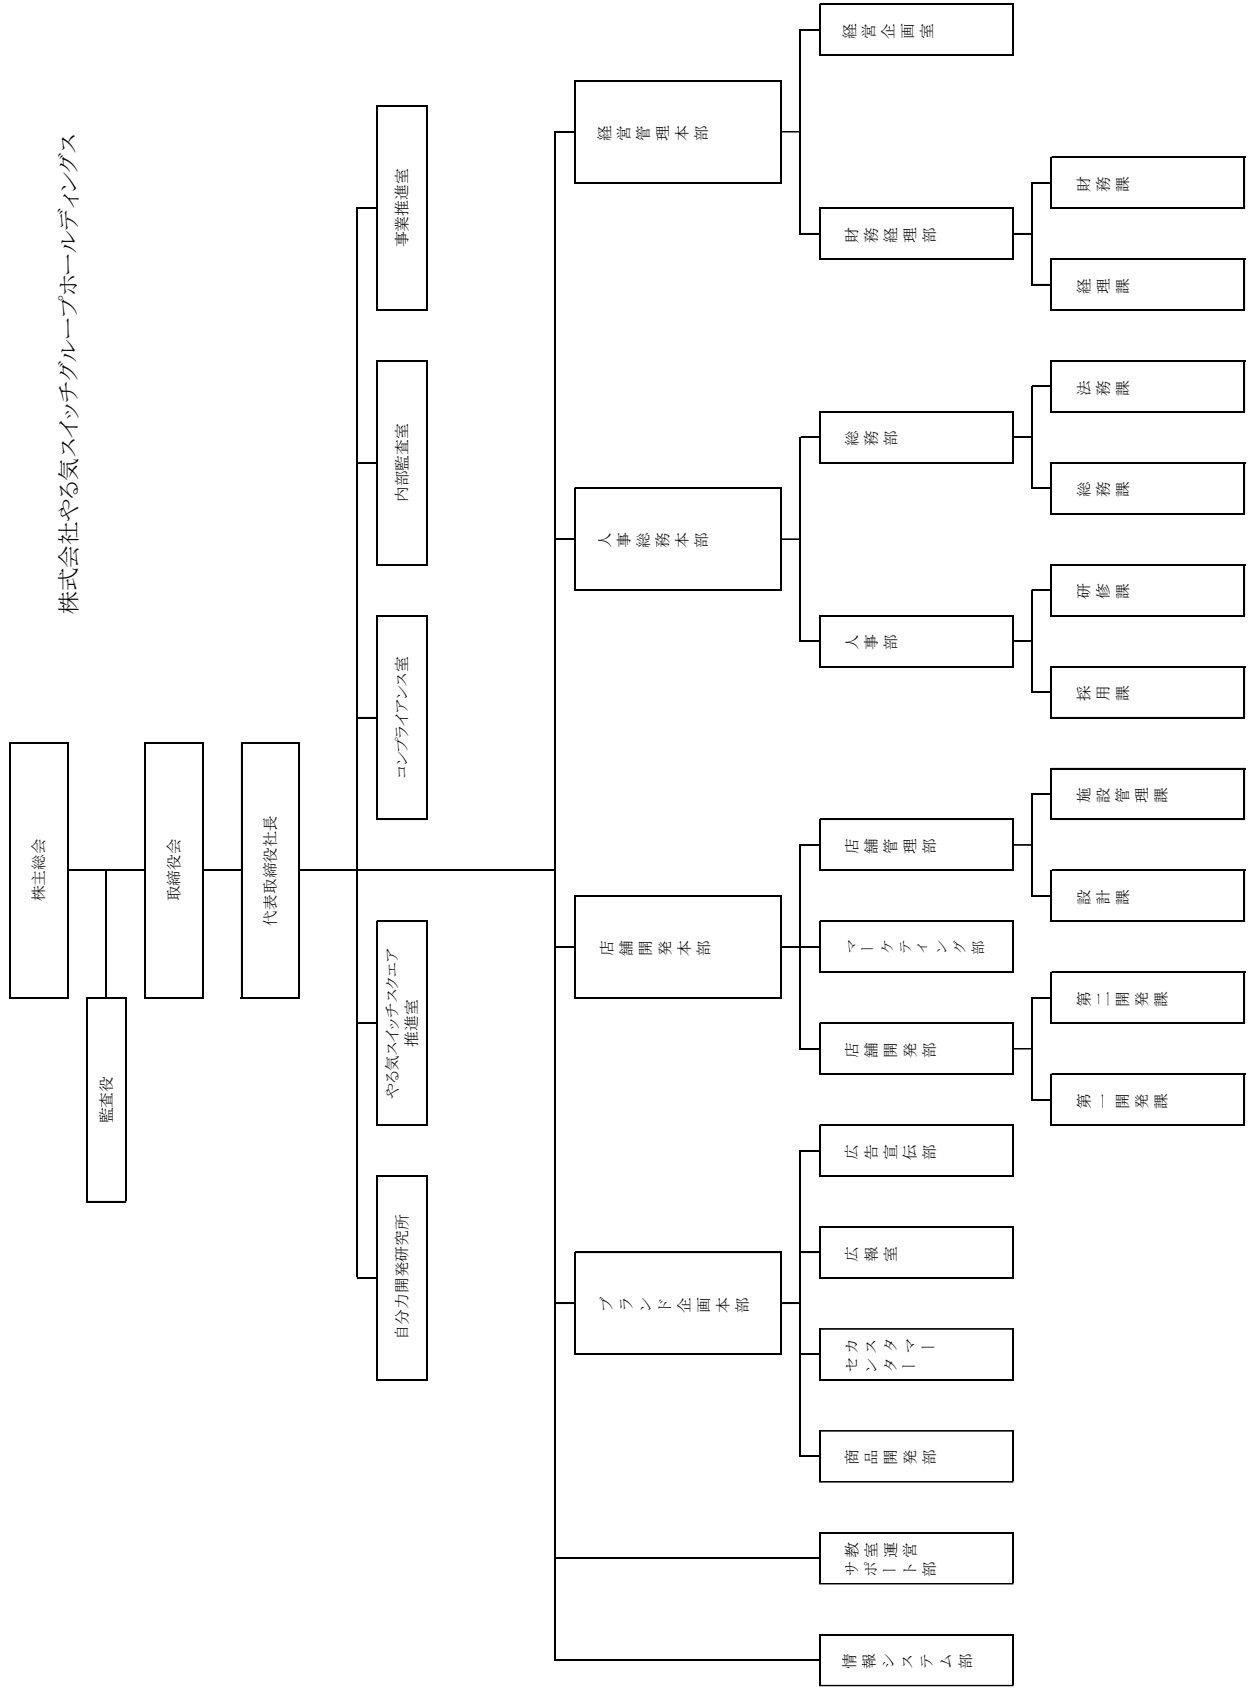 株式会社やる気スイッチグループホールディングス
株主総会
監査役
取締役会
代表取締役社長
自分力開発研究所
やる気スイッチスクエア
推進室
コンプライアンス室
内部監査室
事業推進室
ブランド企画本部
店舗開発本部
人事総務本部
経営管理本部
情報システム部
教室運営
サポート部
商品開発部
カスタマー
センター
広報室
広告宣伝部
店舗開発部
マーケティング部
店舗管理部
人事部
総務部
財務経理部
経営企画室
第一開発課
第二開発課
設計課
施設管理課
採用課
研修課
総務課
法務課
経理課
財務課